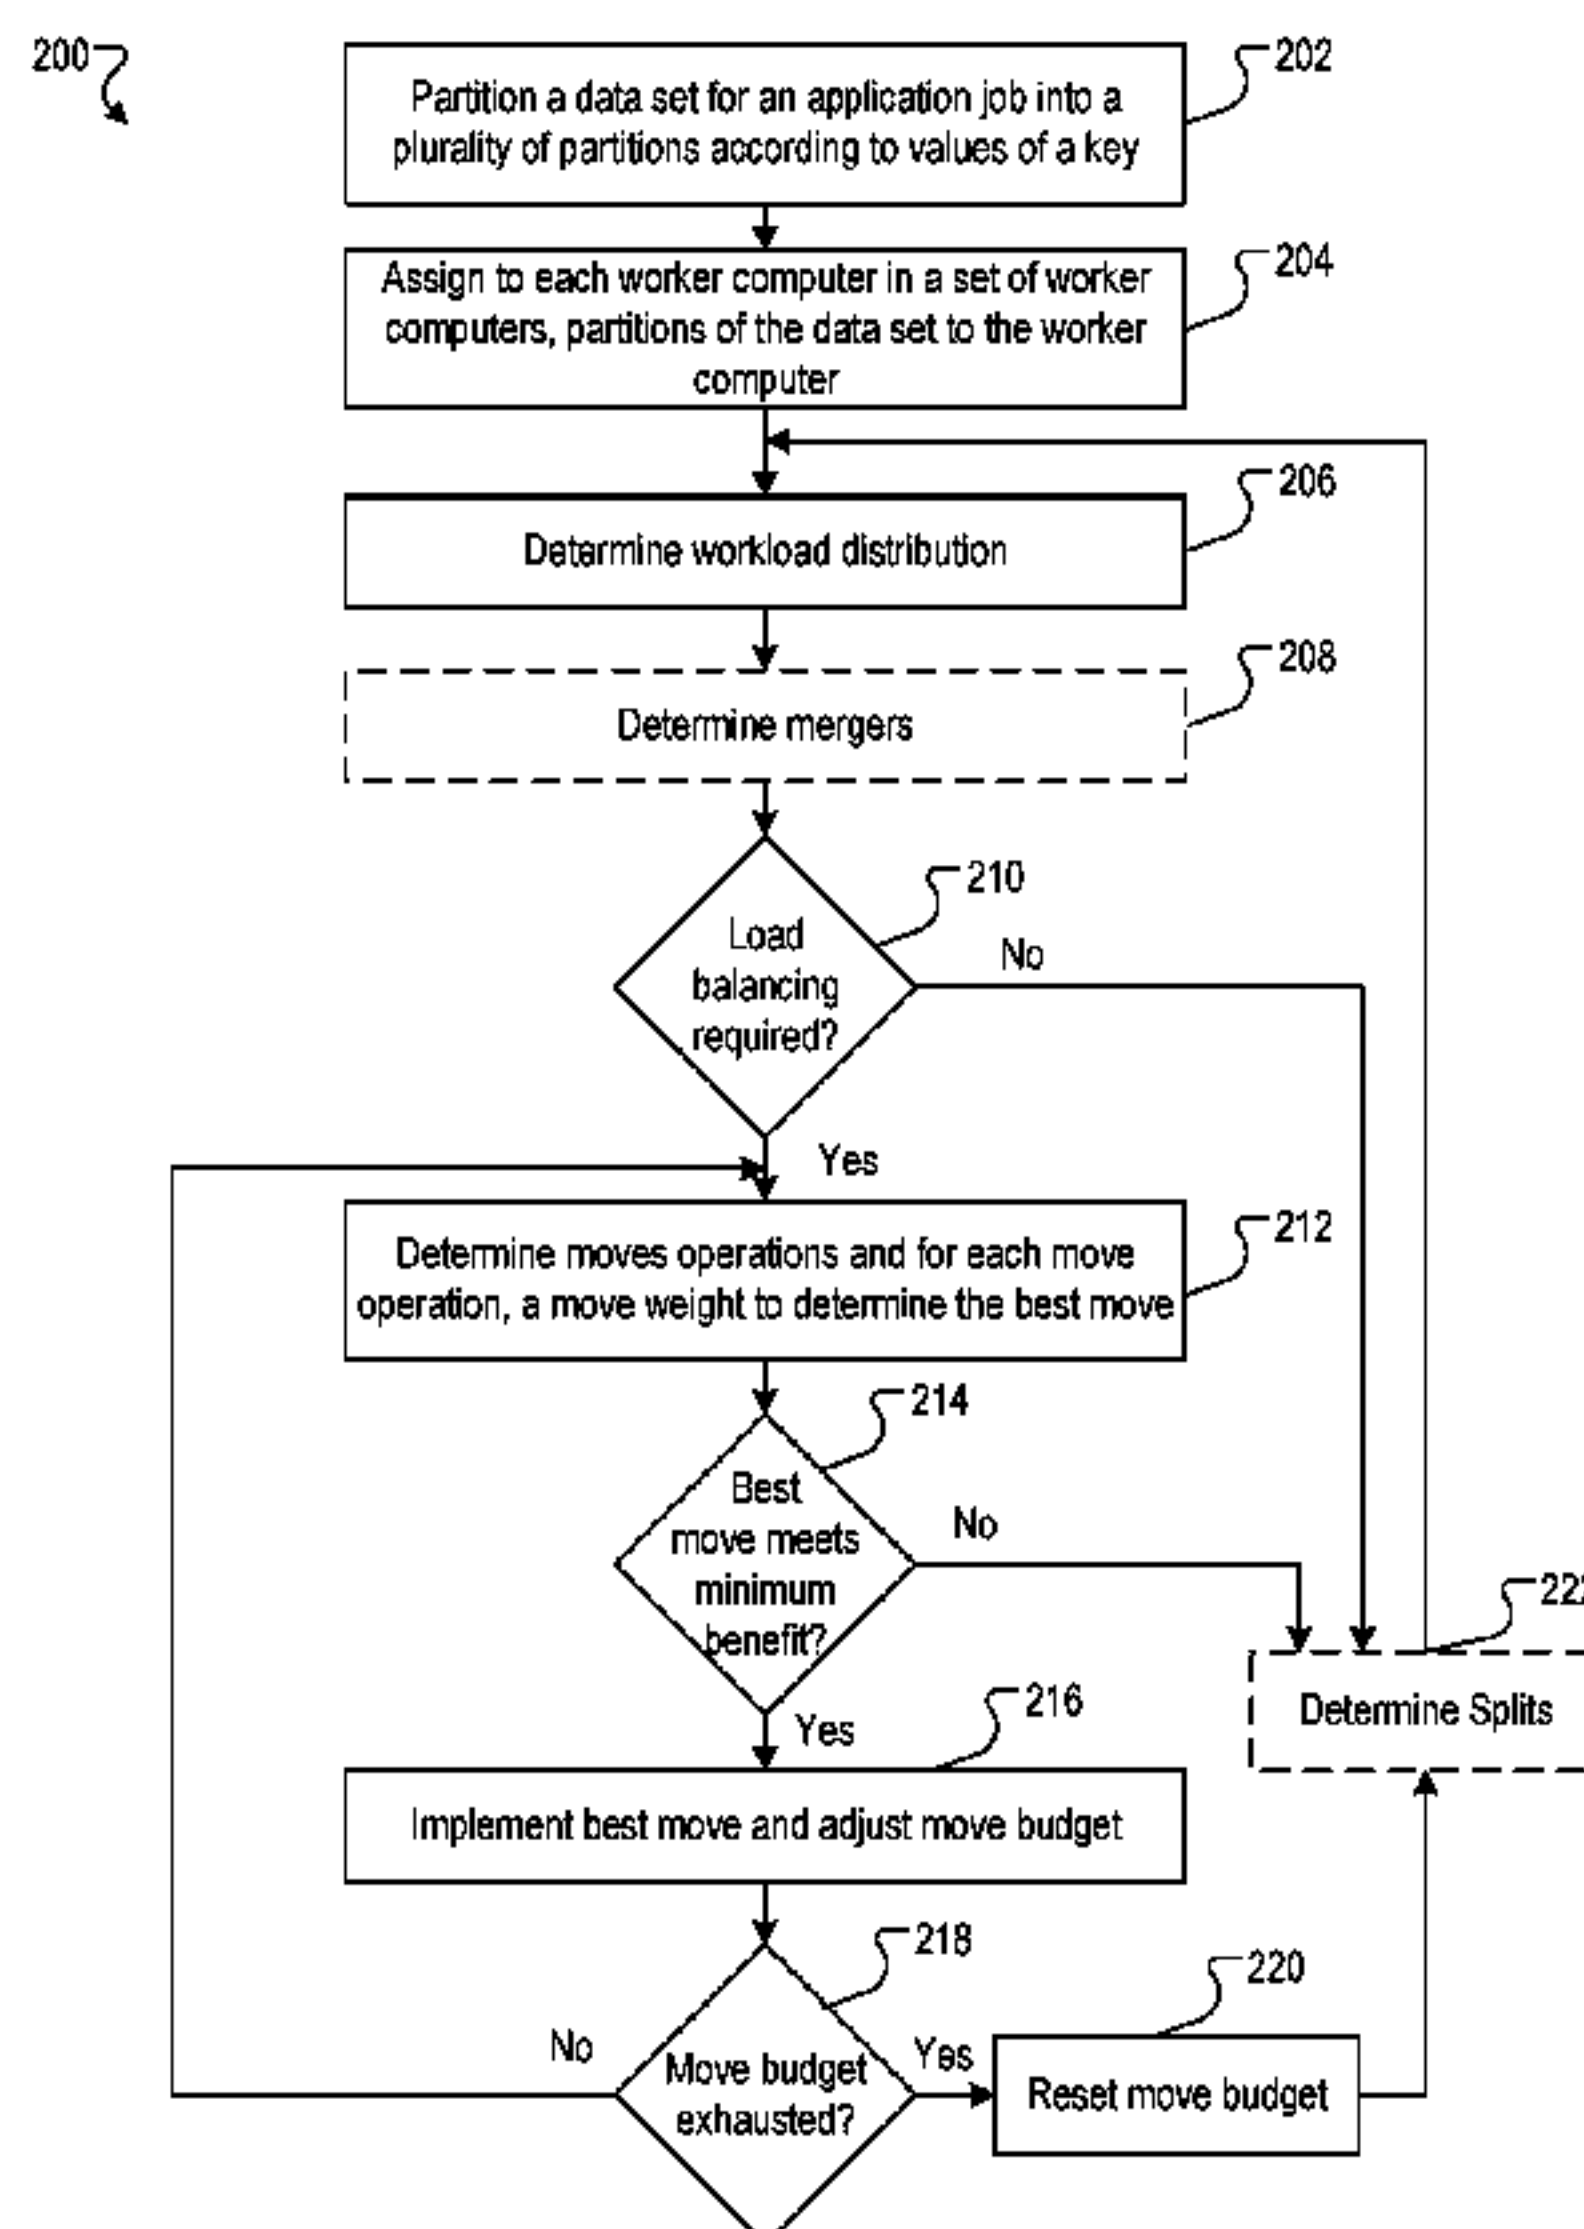 200
202
Partition a data set for an application job into a
plurality of partitions according to values of a key
204
Assign to each worker computer in a set of worker
computers, partitions of the data set to the worker
computer
206
Determine workload distribution
208
Determine mergers
210
Load
balancing
required?
No
Yes
212
Determine moves operations and for each move
operation, a move weight to determine the best move
214
Best
move meets
minimum
benefit?
No
Yes
222
Determine Splits
216
Implement best move and adjust move budget
218
Move budget
exhausted?
No
Yes
220
Reset move budget